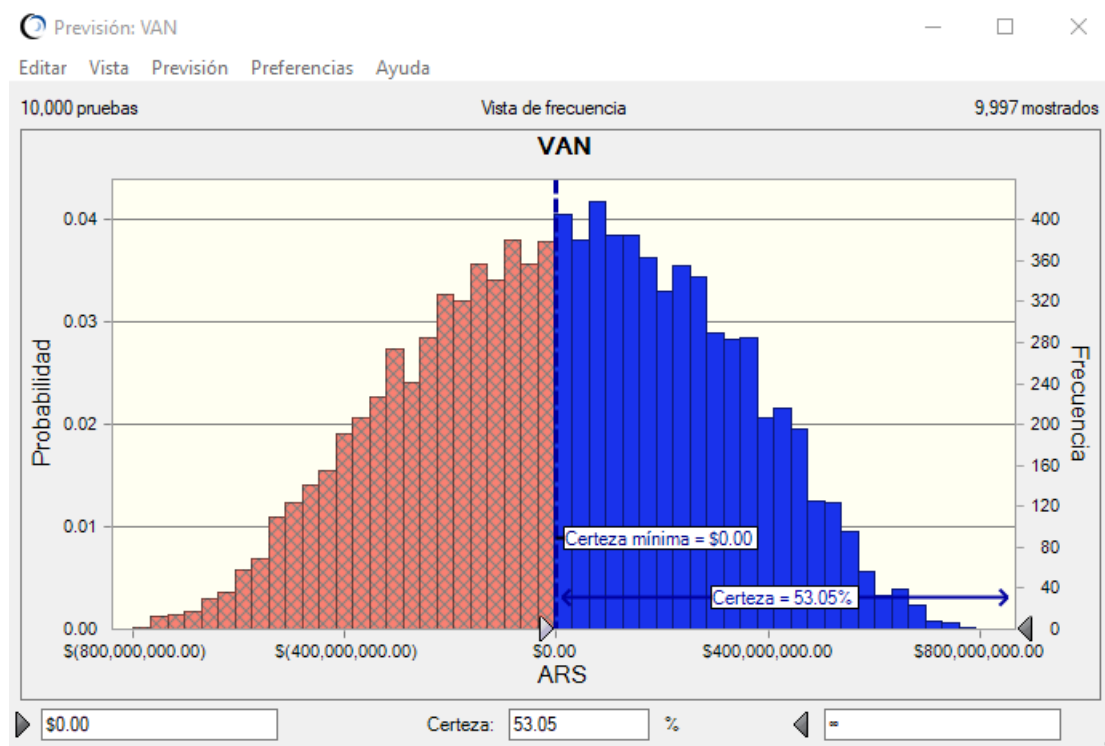 Previsión: VAN
Editar Vista Previsión Preferencias Ayuda
10,000 pruebas Vista de frecuencia 9,997 mostrados
VAN
0.04
0.03
0.02
0.01
0.00
Probabilidad
400
360
320
280
240
200
160
120
80
40
0
Frecuencia
Certeza mínima = $0.00
Certeza = 53.05%
$(800,000,000.00) $(400,000,000.00) $0.00 $400,000,000.00 $800,000,000.00
ARS
$0.00 Certeza: 53.05 % ∞